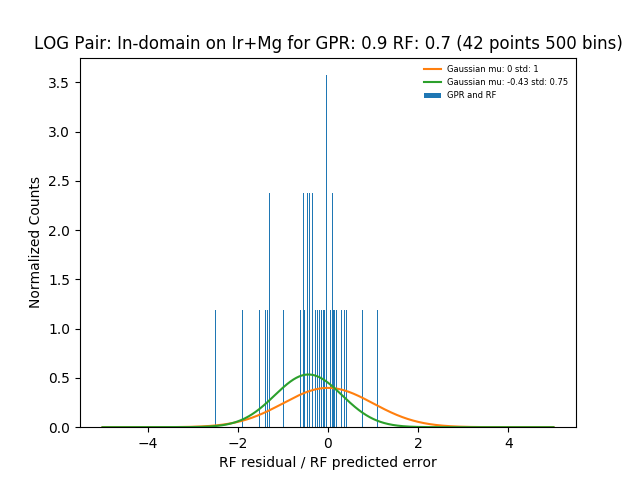 LOG Pair: In-domain on Ir+Mg for GPR: 0.9 RF: 0.7 (42 points 500 bins)
Gaussian mu: 0 std: 1
Gaussian mu: -0.43 std: 0.75
GPR and RF
Normalized Counts
3.5
3.0
2.5
2.0
1.5
1.0
0.5
0.0
−4
−2
0
2
4
RF residual / RF predicted error